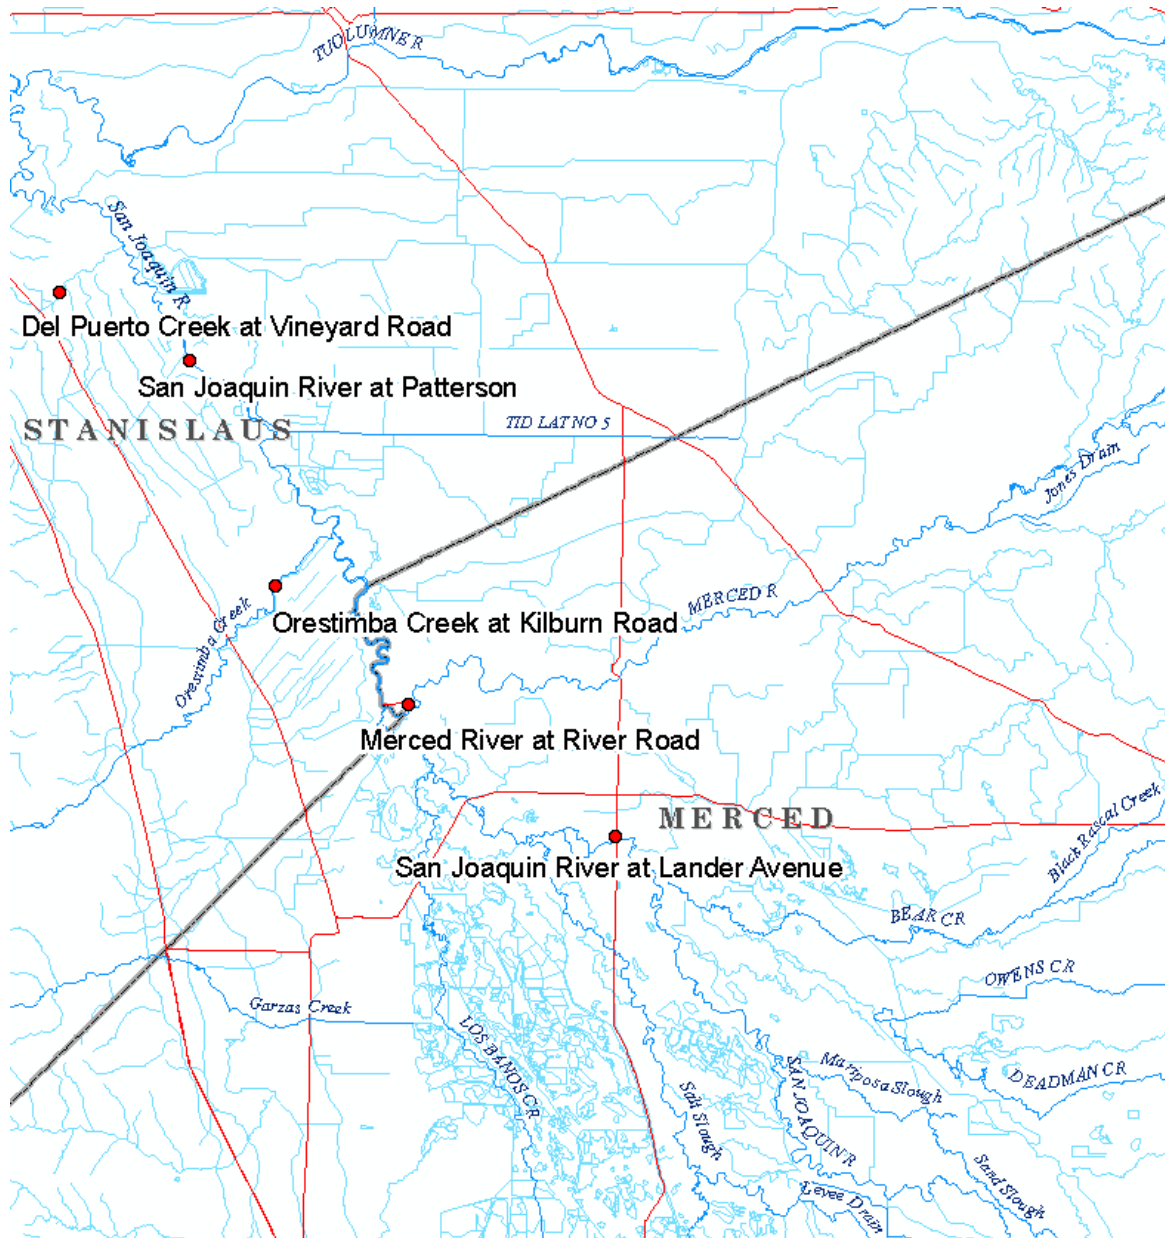 TUOLUMNE R
San Joaquin R.
Del Puerto Creek at Vineyard Road
San Joaquin River at Patterson
STANISLAUS
TID LAT NO 5
Jones Drain
MERCED R
Orestimba Creek at Kilburn Road
Orestimba Creek
Merced River at River Road
MERCED
Black Rascal Creek
San Joaquin River at Lander Avenue
BEAR CR
OWENS CR
Garzas Creek
LOS BANOS CR
Mariposa Slough
DEADMAN CR
Salt Slough
SAN JOAQUIN R
Sand Slough
Levee Drain